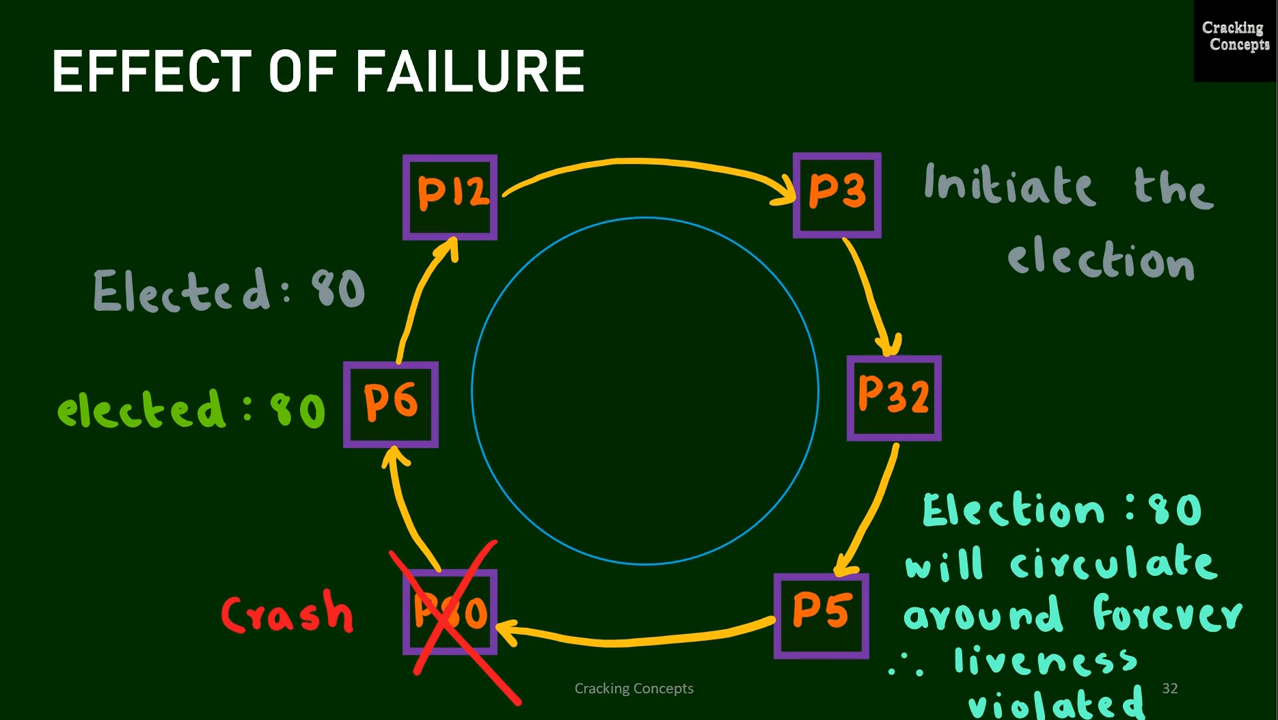 Cracking
Concepts
EFFECT OF FAILURE
P12
P3
Initiate the
election
Elected: 80
P6
elected: 80
P32
Election: 80
will circulate
around forever
∴ liveness
violated
Crash
P80
P5
Cracking Concepts
32